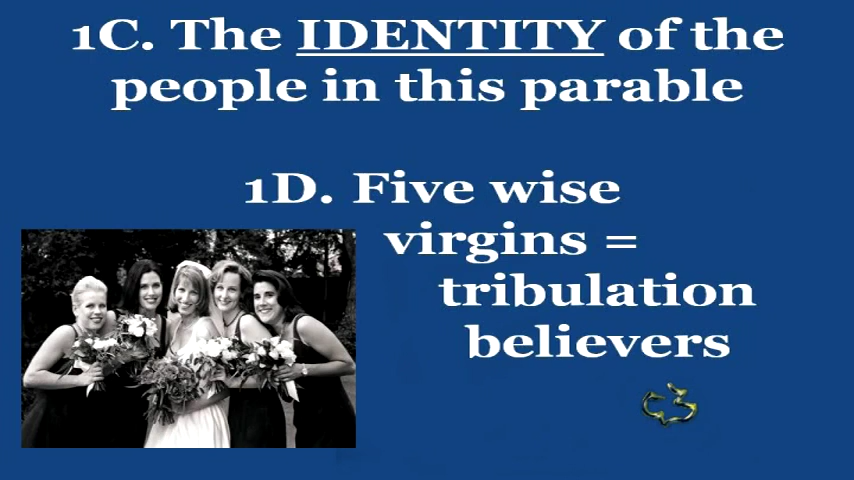 1C. The IDENTITY of the
people in this parable
1D. Five wise
virgins =
tribulation
believers